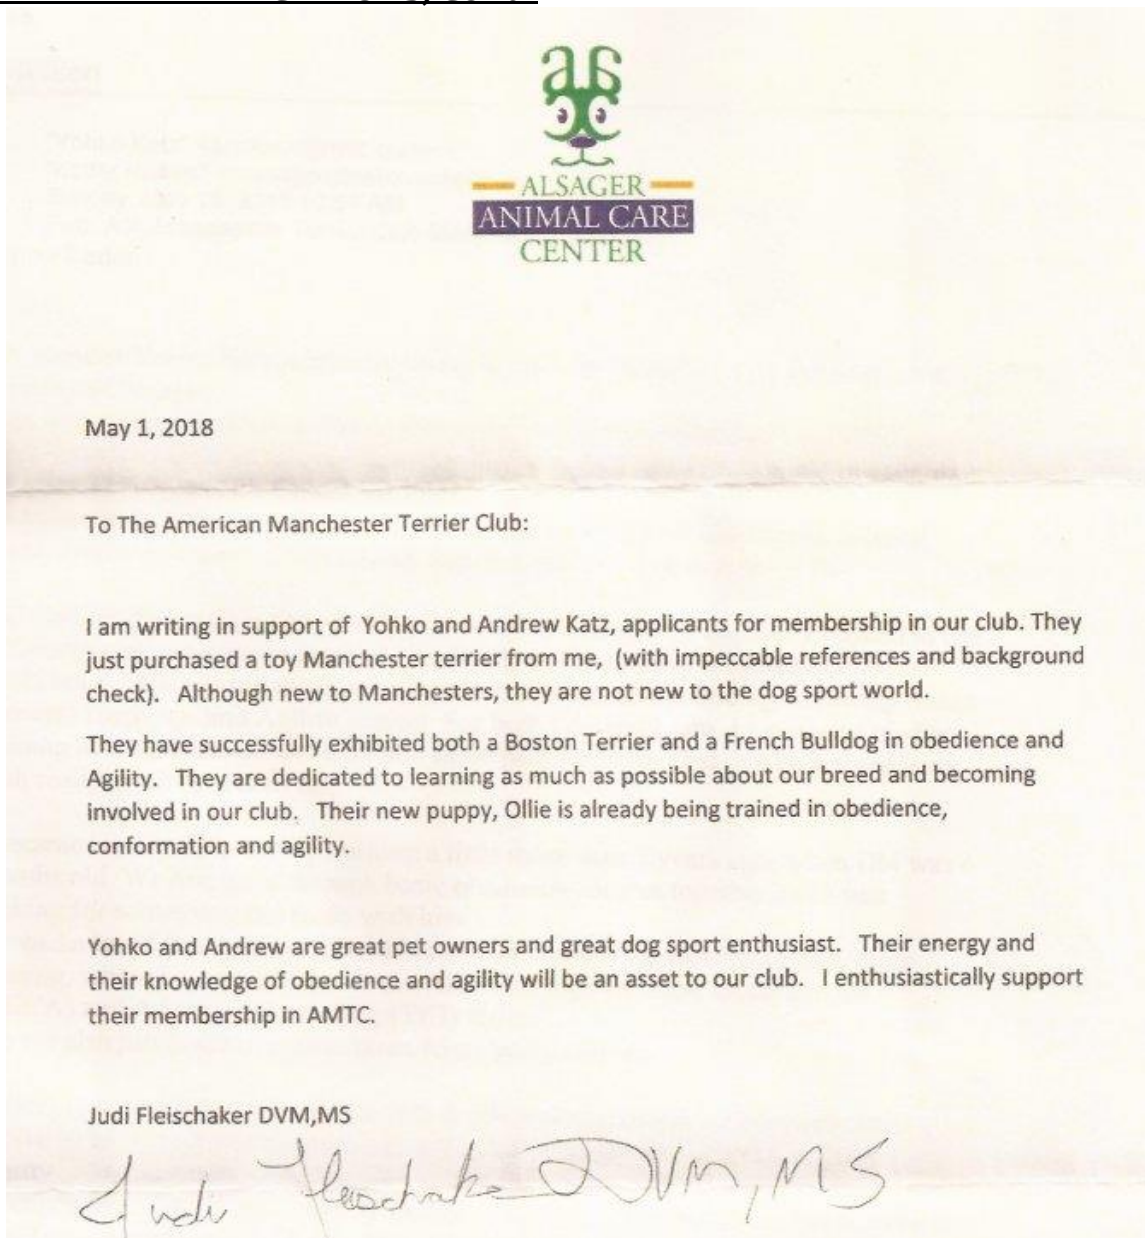 ALSAGER
ANIMAL CARE
CENTER
May 1, 2018
To The American Manchester Terrier Club:
I am writing in support of Yohko and Andrew Katz, applicants for membership in our club. They
just purchased a toy Manchester terrier from me, (with impeccable references and background
check). Although new to Manchesters, they are not new to the dog sport world.
They have successfully exhibited both a Boston Terrier and a French Bulldog in obedience and
Agility. They are dedicated to learning as much as possible about our breed and becoming
involved in our club. Their new puppy, Ollie is already being trained in obedience,
conformation and agility.
Yohko and Andrew are great pet owners and great dog sport enthusiast. Their energy and
their knowledge of obedience and agility will be an asset to our club. I enthusiastically support
their membership in AMTC.
Judi Fleischaker DVM,MS
Judi Fleischaker DVM, MS